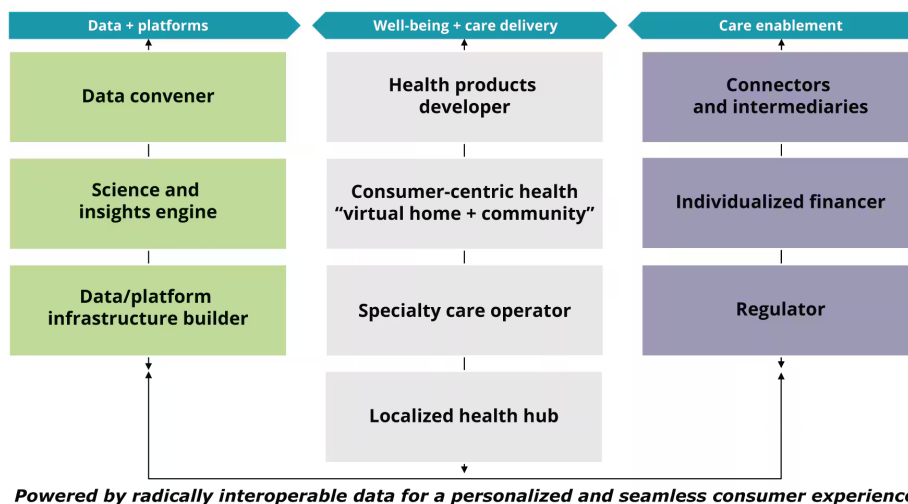 Data + platforms
Well-being + care delivery
Care enablement
Data convener
Health products
developer
Connectors
and intermediaries
Science and
insights engine
Consumer-centric health
“virtual home + community”
Individualized financer
Data/platform
infrastructure builder
Specialty care operator
Regulator
Localized health hub
Powered by radically interoperable data for a personalized and seamless consumer experience